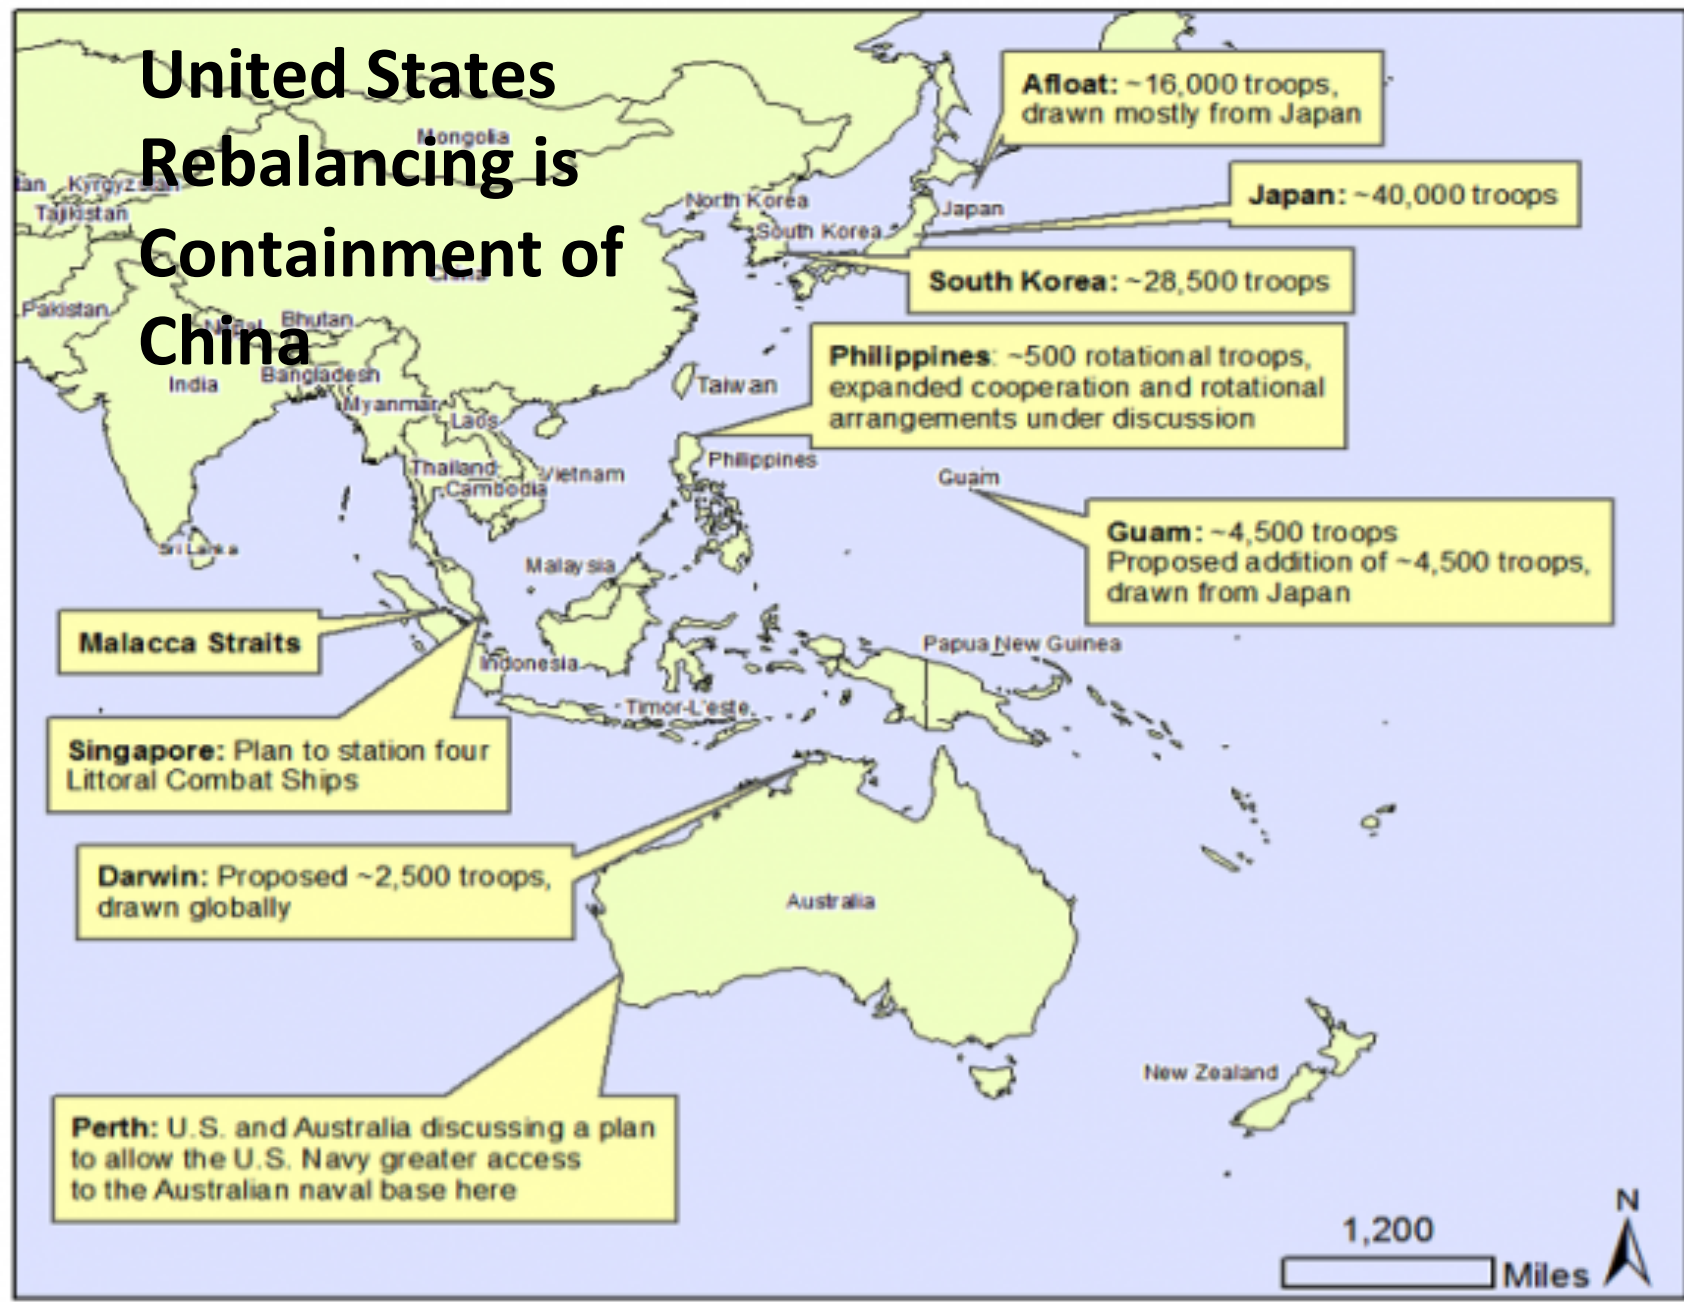 United States
Rebalancing is
Containment of
China
Afloat: ~16,000 troops,
drawn mostly from Japan
Mongolia
Kyrgyzstan
Tajikistan
North Korea
Japan
Japan: ~40,000 troops
South Korea
South Korea: ~28,500 troops
China
Pakistan
Nepal
Bhutan
Philippines: ~500 rotational troops,
expanded cooperation and rotational
arrangements under discussion
India
Bangladesh
Taiwan
Myanmar
Laos
Thailand
Vietnam
Cambodia
Philippines
Guam
Guam: ~4,500 troops
Proposed addition of ~4,500 troops,
drawn from Japan
Sri Lanka
Malaysia
Malacca Straits
Indonesia
Papua New Guinea
Timor-L'este
Singapore: Plan to station four
Littoral Combat Ships
Darwin: Proposed ~2,500 troops,
drawn globally
Australia
New Zealand
Perth: U.S. and Australia discussing a plan
to allow the U.S. Navy greater access
to the Australian naval base here
N
1,200
Miles